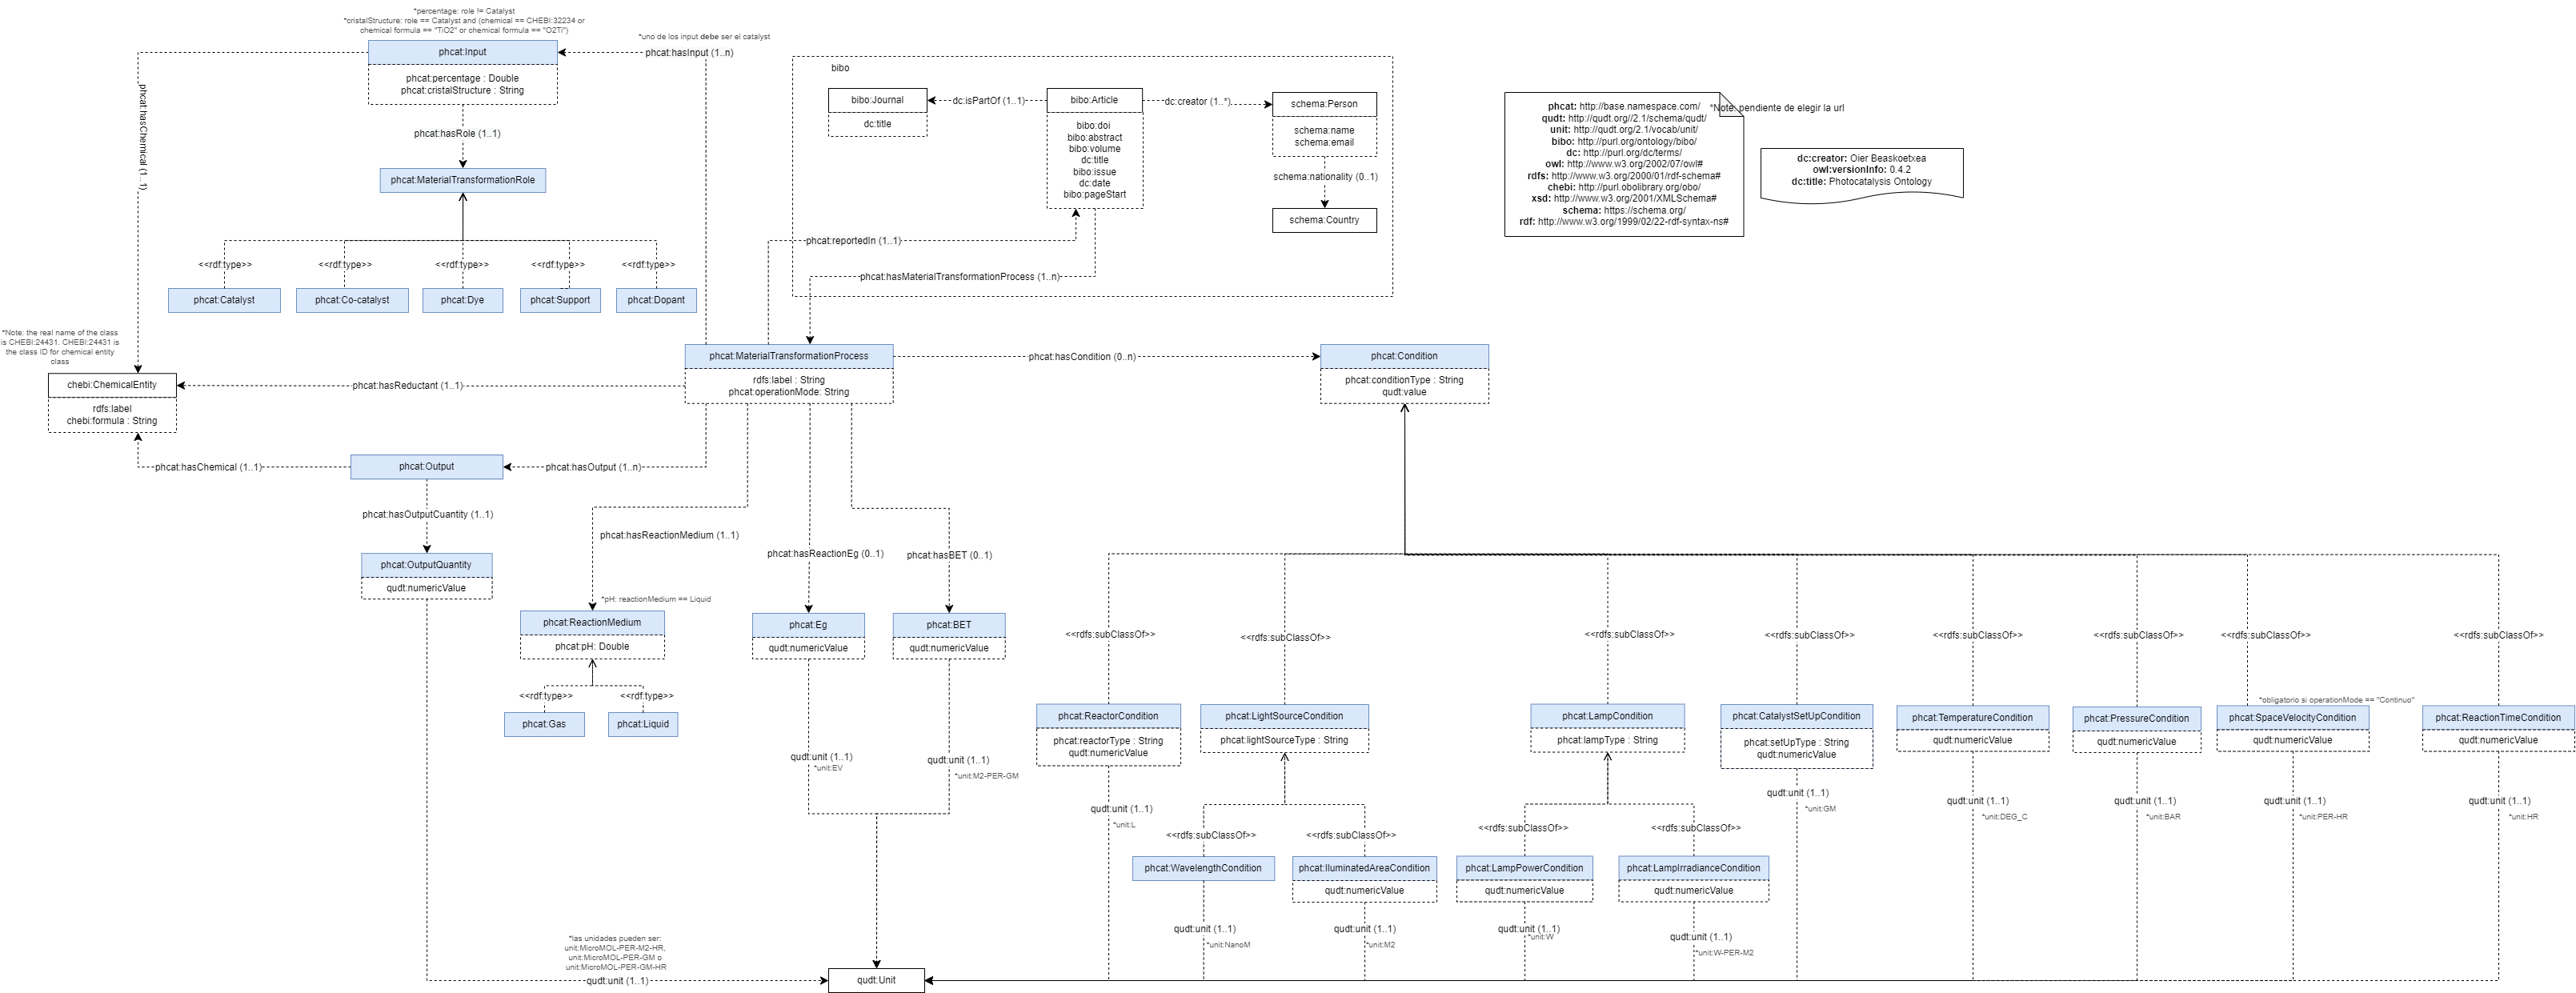 *percentage: role != Catalyst
*cristalStructure: role == Catalyst and (chemical == CHEBI:32234 or
chemical formula == "TiO2" or chemical formula == "O2Ti")
phcat:Input
phcat:percentage : Double
phcat:cristalStructure : String
*uno de los input debe ser el catalyst
phcat:hasInput (1..n)
phcat:hasChemical (1..1)
phcat:hasRole (1..1)
phcat:MaterialTransformationRole
<<rdf:type>>
<<rdf:type>>
<<rdf:type>>
<<rdf:type>>
<<rdf:type>>
phcat:Catalyst
phcat:Co-catalyst
phcat:Dye
phcat:Support
phcat:Dopant
bibo
bibo:Journal
dc:title
dc:isPartOf (1..1)
bibo:Article
bibo:doi
bibo:abstract
bibo:volume
dc:title
bibo:issue
dc:date
bibo:pageStart
dc:creator (1..*)
schema:Person
schema:name
schema:email
schema:nationality (0..1)
schema:Country
phcat:reportedIn (1..1)
phcat:hasMaterialTransformationProcess (1..n)
phcat: http://base.namespace.com/
*Note: pendiente de elegir la url
qudt: http://qudt.org//2.1/schema/qudt/
unit: http://qudt.org/2.1/vocab/unit/
bibo: http://purl.org/ontology/bibo/
dc: http://purl.org/dc/terms/
owl: http://www.w3.org/2002/07/owl#
rdfs: http://www.w3.org/2000/01/rdf-schema#
chebi: http://purl.obolibrary.org/obo/
xsd: http://www.w3.org/2001/XMLSchema#
schema: https://schema.org/
rdf: http://www.w3.org/1999/02/22-rdf-syntax-ns#
dc:creator: Oier Beaskoetxea
owl:versionInfo: 0.4.2
dc:title: Photocatalysis Ontology
*Note: the real name of the class
is CHEBI:24431. CHEBI:24431 is
the class ID for chemical entity
class
chebi:ChemicalEntity
rdfs:label
chebi:formula : String
phcat:hasReductant (1..1)
phcat:MaterialTransformationProcess
rdfs:label : String
phcat:operationMode: String
phcat:hasCondition (0..n)
phcat:Condition
phcat:conditionType : String
qudt:value
phcat:hasChemical (1..1)
phcat:Output
phcat:hasOutput (1..n)
phcat:hasOutputCuantity (1..1)
phcat:OutputQuantity
qudt:numericValue
phcat:hasReactionMedium (1..1)
phcat:hasReactionEg (0..1)
phcat:hasBET (0..1)
*pH: reactionMedium == Liquid
phcat:ReactionMedium
phcat:pH: Double
<<rdf:type>>
<<rdf:type>>
phcat:Gas
phcat:Liquid
phcat:Eg
qudt:numericValue
phcat:BET
qudt:numericValue
qudt:unit (1..1)
*unit:EV
qudt:unit (1..1)
*unit:M2-PER-GM
<<rdfs:subClassOf>>
<<rdfs:subClassOf>>
<<rdfs:subClassOf>>
<<rdfs:subClassOf>>
<<rdfs:subClassOf>>
<<rdfs:subClassOf>>
<<rdfs:subClassOf>>
<<rdfs:subClassOf>>
*obligatorio si operationMode == "Continuo"
phcat:ReactorCondition
phcat:reactorType : String
qudt:numericValue
phcat:LightSourceCondition
phcat:lightSourceType : String
phcat:LampCondition
phcat:lampType : String
phcat:CatalystSetUpCondition
phcat:setUpType : String
qudt:numericValue
phcat:TemperatureCondition
qudt:numericValue
phcat:PressureCondition
qudt:numericValue
phcat:SpaceVelocityCondition
qudt:numericValue
phcat:ReactionTimeCondition
qudt:numericValue
qudt:unit (1..1)
*unit:L
qudt:unit (1..1)
*unit:GM
qudt:unit (1..1)
*unit:DEG_C
qudt:unit (1..1)
*unit:BAR
qudt:unit (1..1)
*unit:PER-HR
qudt:unit (1..1)
*unit:HR
<<rdfs:subClassOf>>
<<rdfs:subClassOf>>
<<rdfs:subClassOf>>
<<rdfs:subClassOf>>
phcat:WavelengthCondition
phcat:IluminatedAreaCondition
qudt:numericValue
phcat:LampPowerCondition
qudt:numericValue
phcat:LampIrradianceCondition
qudt:numericValue
qudt:unit (1..1)
*unit:NanoM
qudt:unit (1..1)
*unit:M2
qudt:unit (1..1)
*unit:W
qudt:unit (1..1)
*unit:W-PER-M2
*las unidades pueden ser:
unit:MicroMOL-PER-M2-HR,
unit:MicroMOL-PER-GM o
unit:MicroMOL-PER-GM-HR
qudt:unit (1..1)
qudt:Unit